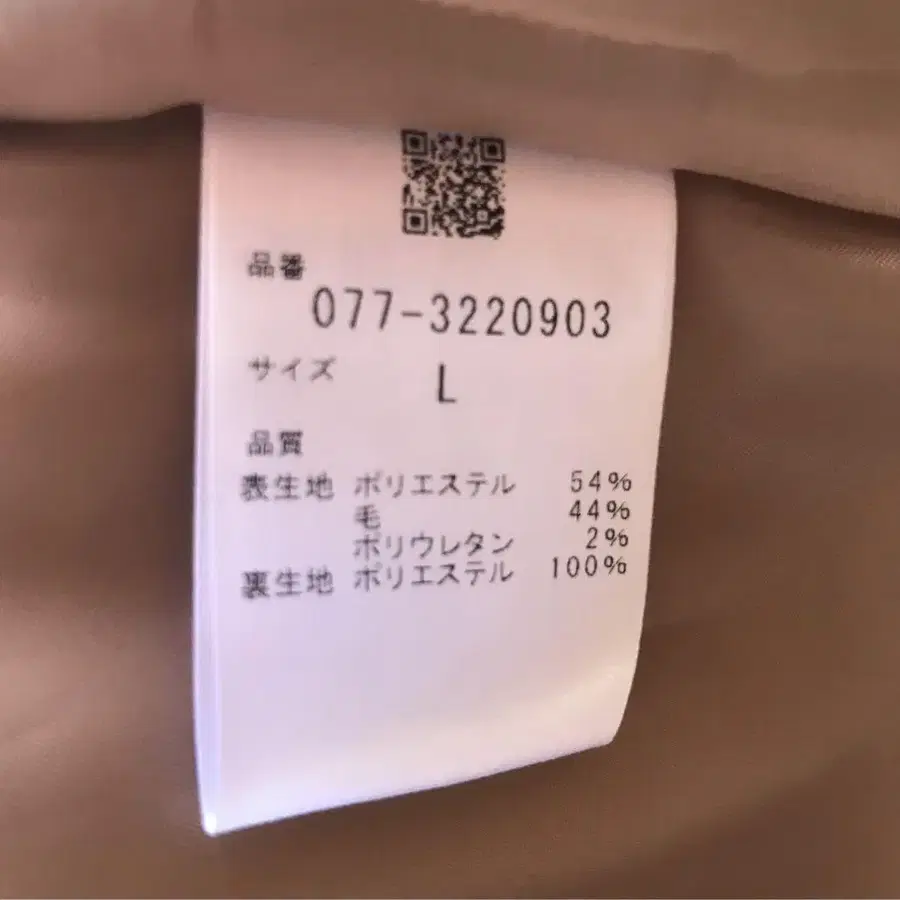 品番
077-3220903
サイズ L
品質
表生地 ポリエステル 54%
毛 44%
ポリウレタン 2%
裏生地 ポリエステル 100%